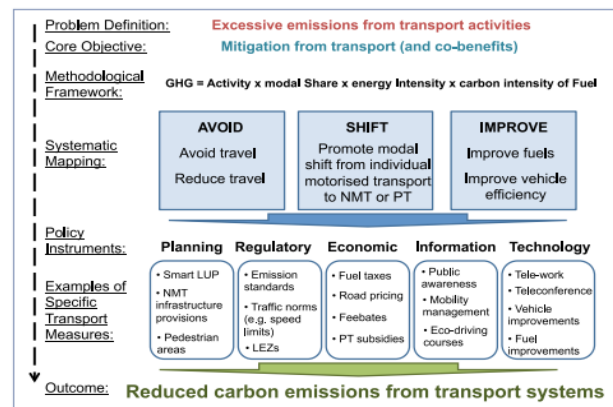 Problem Definition: Excessive emissions from transport activities
Core Objective: Mitigation from transport (and co-benefits)
Methodological Framework: GHG = Activity x modal Share x energy Intensity x carbon intensity of Fuel
Systematic Mapping:
AVOID
Avoid travel
Reduce travel
SHIFT
Promote modal
shift from individual
motorised transport
to NMT or PT
IMPROVE
Improve fuels
Improve vehicle
efficiency
Policy
Instruments:
Examples of
Specific
Transport
Measures:
Planning
• Smart LUP
• NMT
infrastructure
provisions
• Pedestrian
areas
Regulatory
• Emission
standards
• Traffic norms
(e.g. speed
limits)
• LEZs
Economic
• Fuel taxes
• Road pricing
• Feebates
• PT subsidies
Information
• Public
awareness
• Mobility
management
• Eco-driving
courses
Technology
• Tele-work
• Teleconference
• Vehicle
improvements
• Fuel
improvements
Outcome: Reduced carbon emissions from transport systems